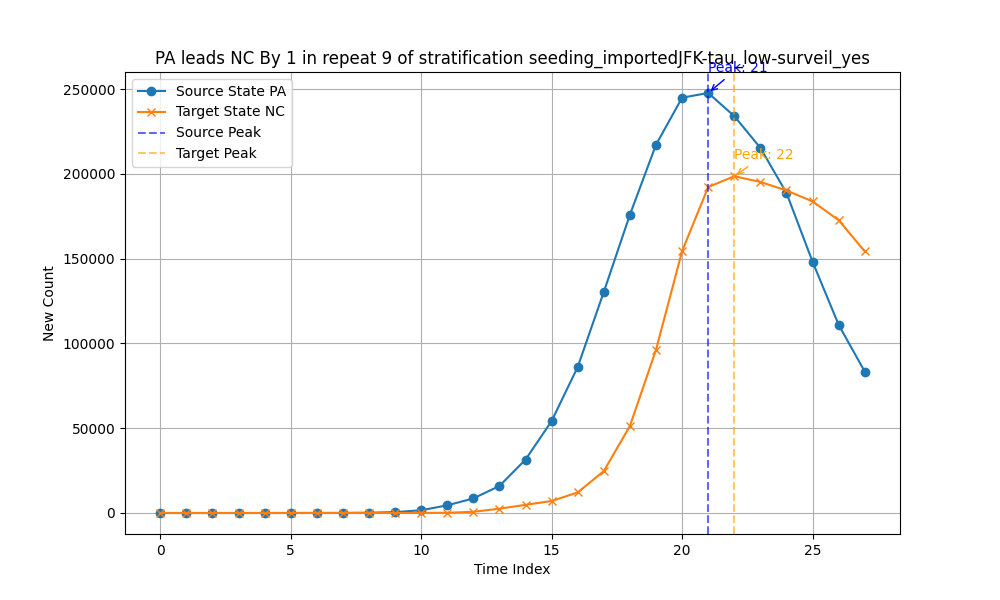 PA leads NC By 1 in repeat 9 of stratification seeding_importedJFK-tau_low-surveil_yes
Peak: 21
Source State PA
Target State NC
Source Peak
Target Peak
Peak: 22
250000
200000
150000
100000
50000
0
New Count
0 5 10 15 20 25
Time Index